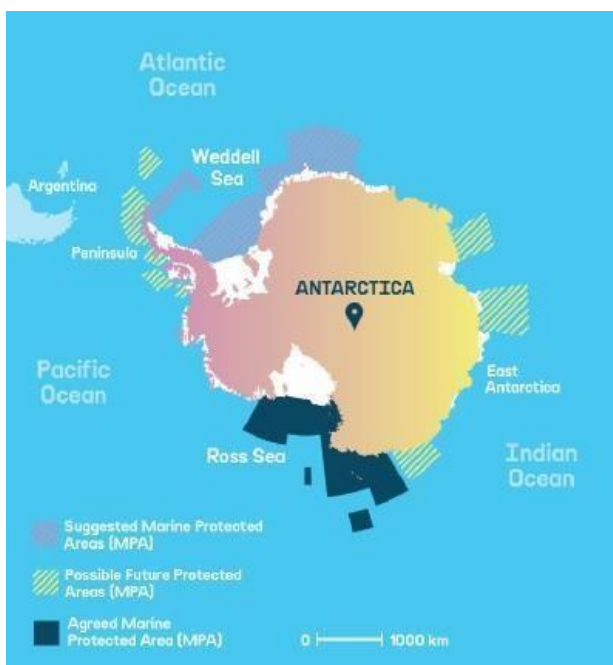 Atlantic
Ocean
Weddell
Sea
Argentina
Peninsula
ANTARCTICA
Pacific
Ocean
East
Antarctica
Ross Sea
Indian
Ocean
Suggested Marine Protected
Areas (MPA)
Possible Future Protected
Areas (MPA)
Agreed Marine
Protected Area (MPA)
0 1000 km